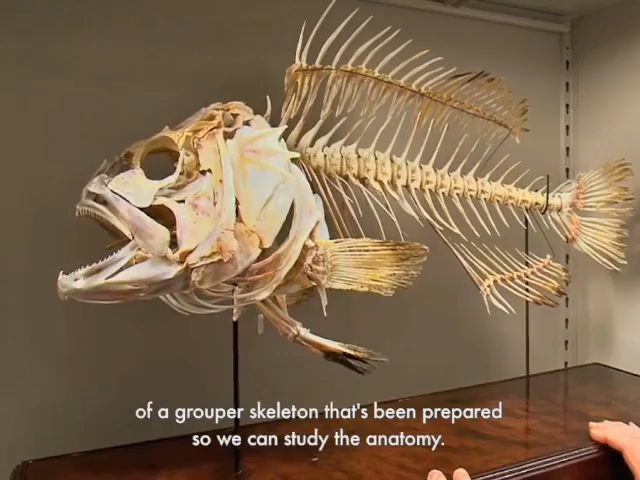 of a grouper skeleton that's been prepared
so we can study the anatomy.